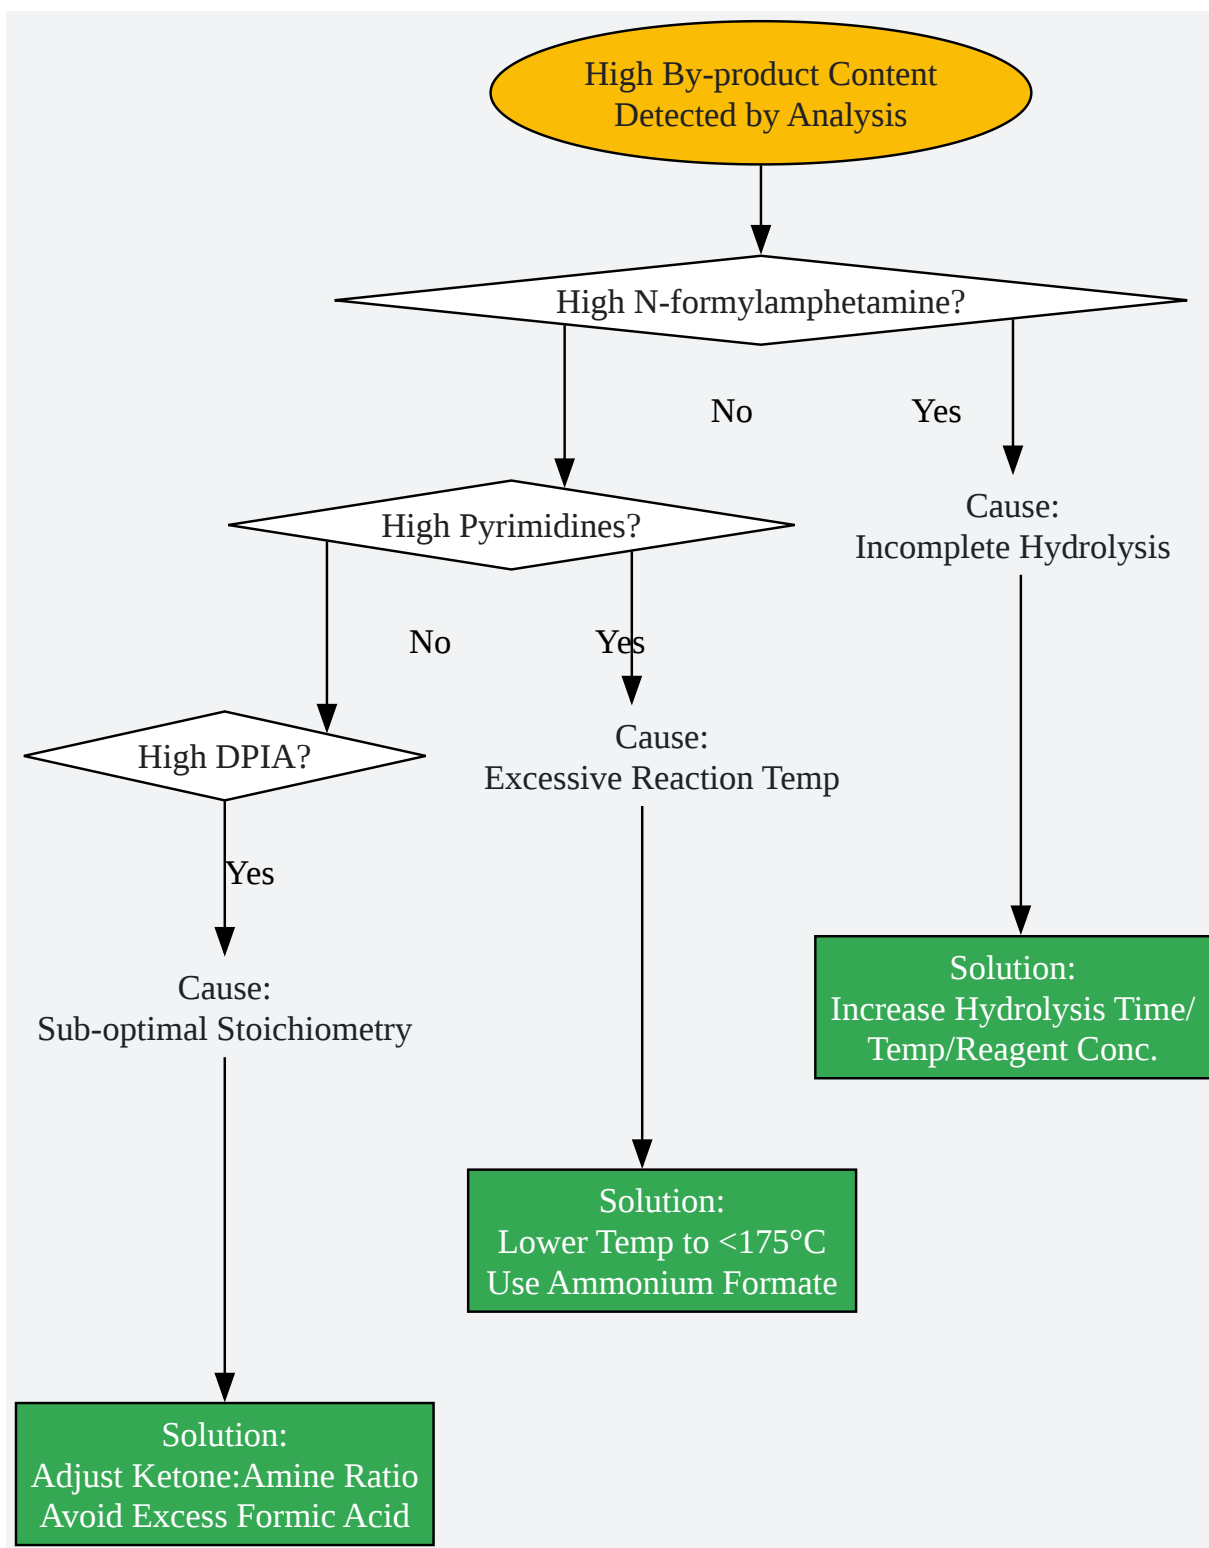 High By-product Content
Detected by Analysis
High N-formylamphetamine?
No
Yes
High Pyrimidines?
Cause:
Incomplete Hydrolysis
No
Yes
High DPIA?
Cause:
Excessive Reaction Temp
Yes
Cause:
Sub-optimal Stoichiometry
Solution:
Increase Hydrolysis Time/
Temp/Reagent Conc.
Solution:
Lower Temp to <175°C
Use Ammonium Formate
Solution:
Adjust Ketone:Amine Ratio
Avoid Excess Formic Acid